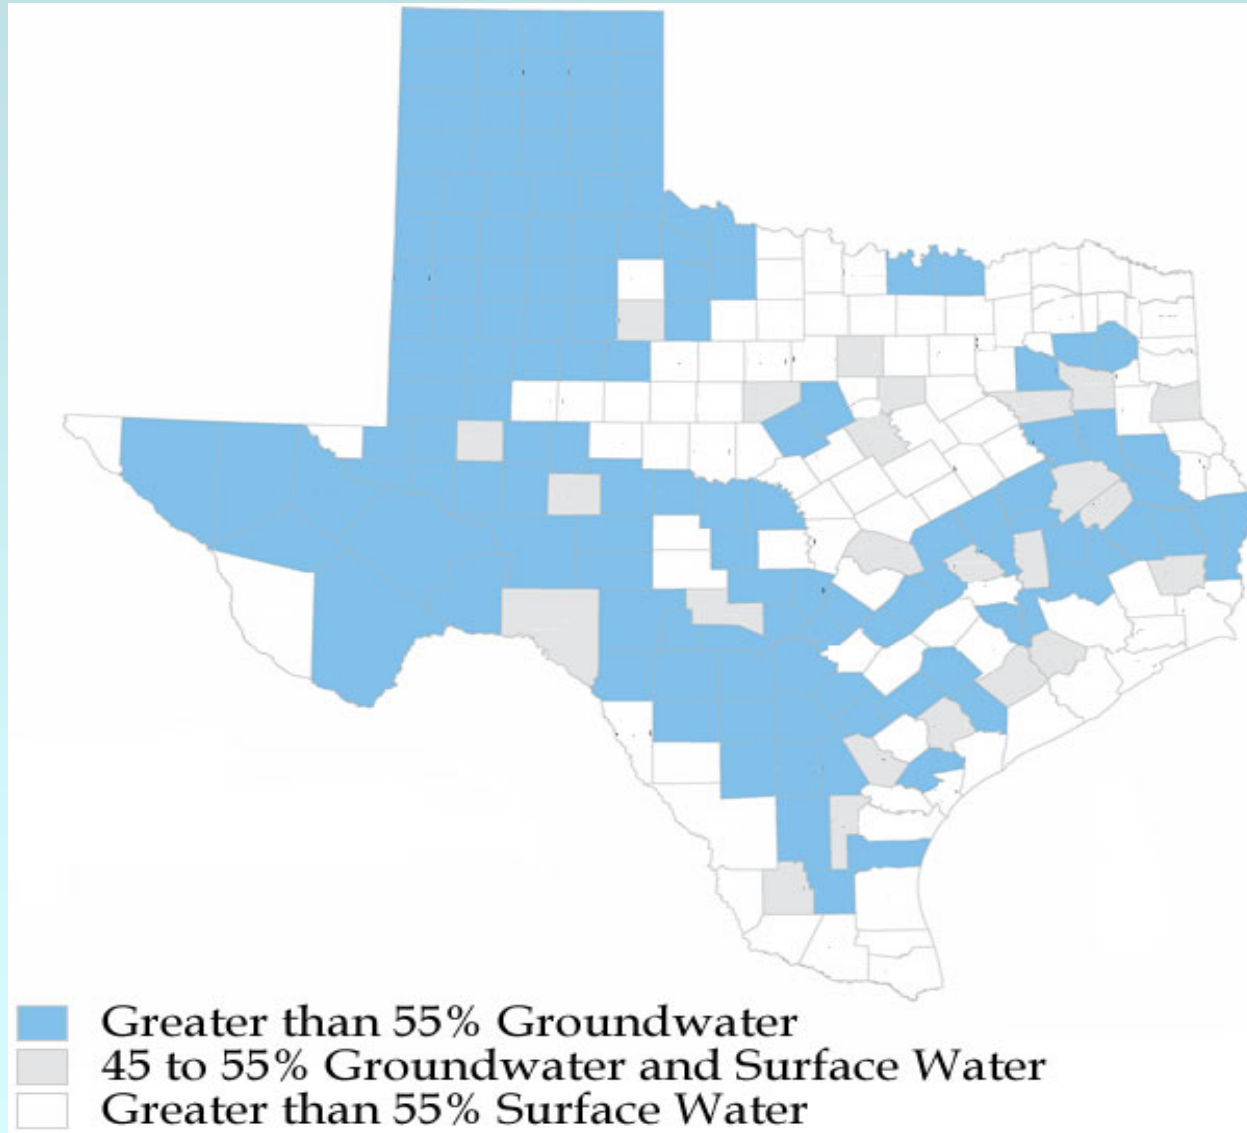 Greater than 55% Groundwater
45 to 55% Groundwater and Surface Water
Greater than 55% Surface Water